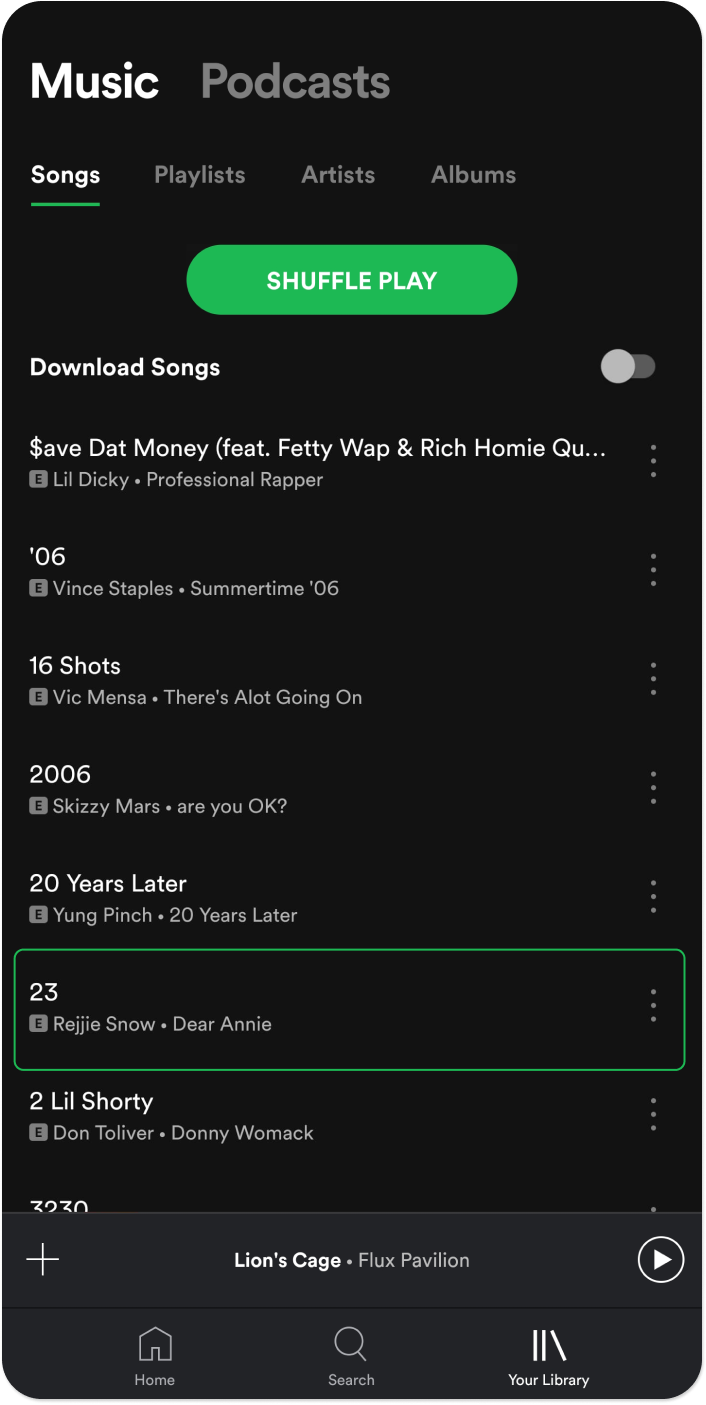 Music Podcasts
Songs Playlists Artists Albums
SHUFFLE PLAY
Download Songs
$ave Dat Money (feat. Fetty Wap & Rich Homie Qu...
E Lil Dicky • Professional Rapper
'06
E Vince Staples • Summertime '06
16 Shots
E Vic Mensa • There's Alot Going On
2006
E Skizzy Mars • are you OK?
20 Years Later
E Yung Pinch • 20 Years Later
23
E Rejjie Snow • Dear Annie
2 Lil Shorty
E Don Toliver • Donny Womack
3230
Lion's Cage • Flux Pavilion
Home Search Your Library